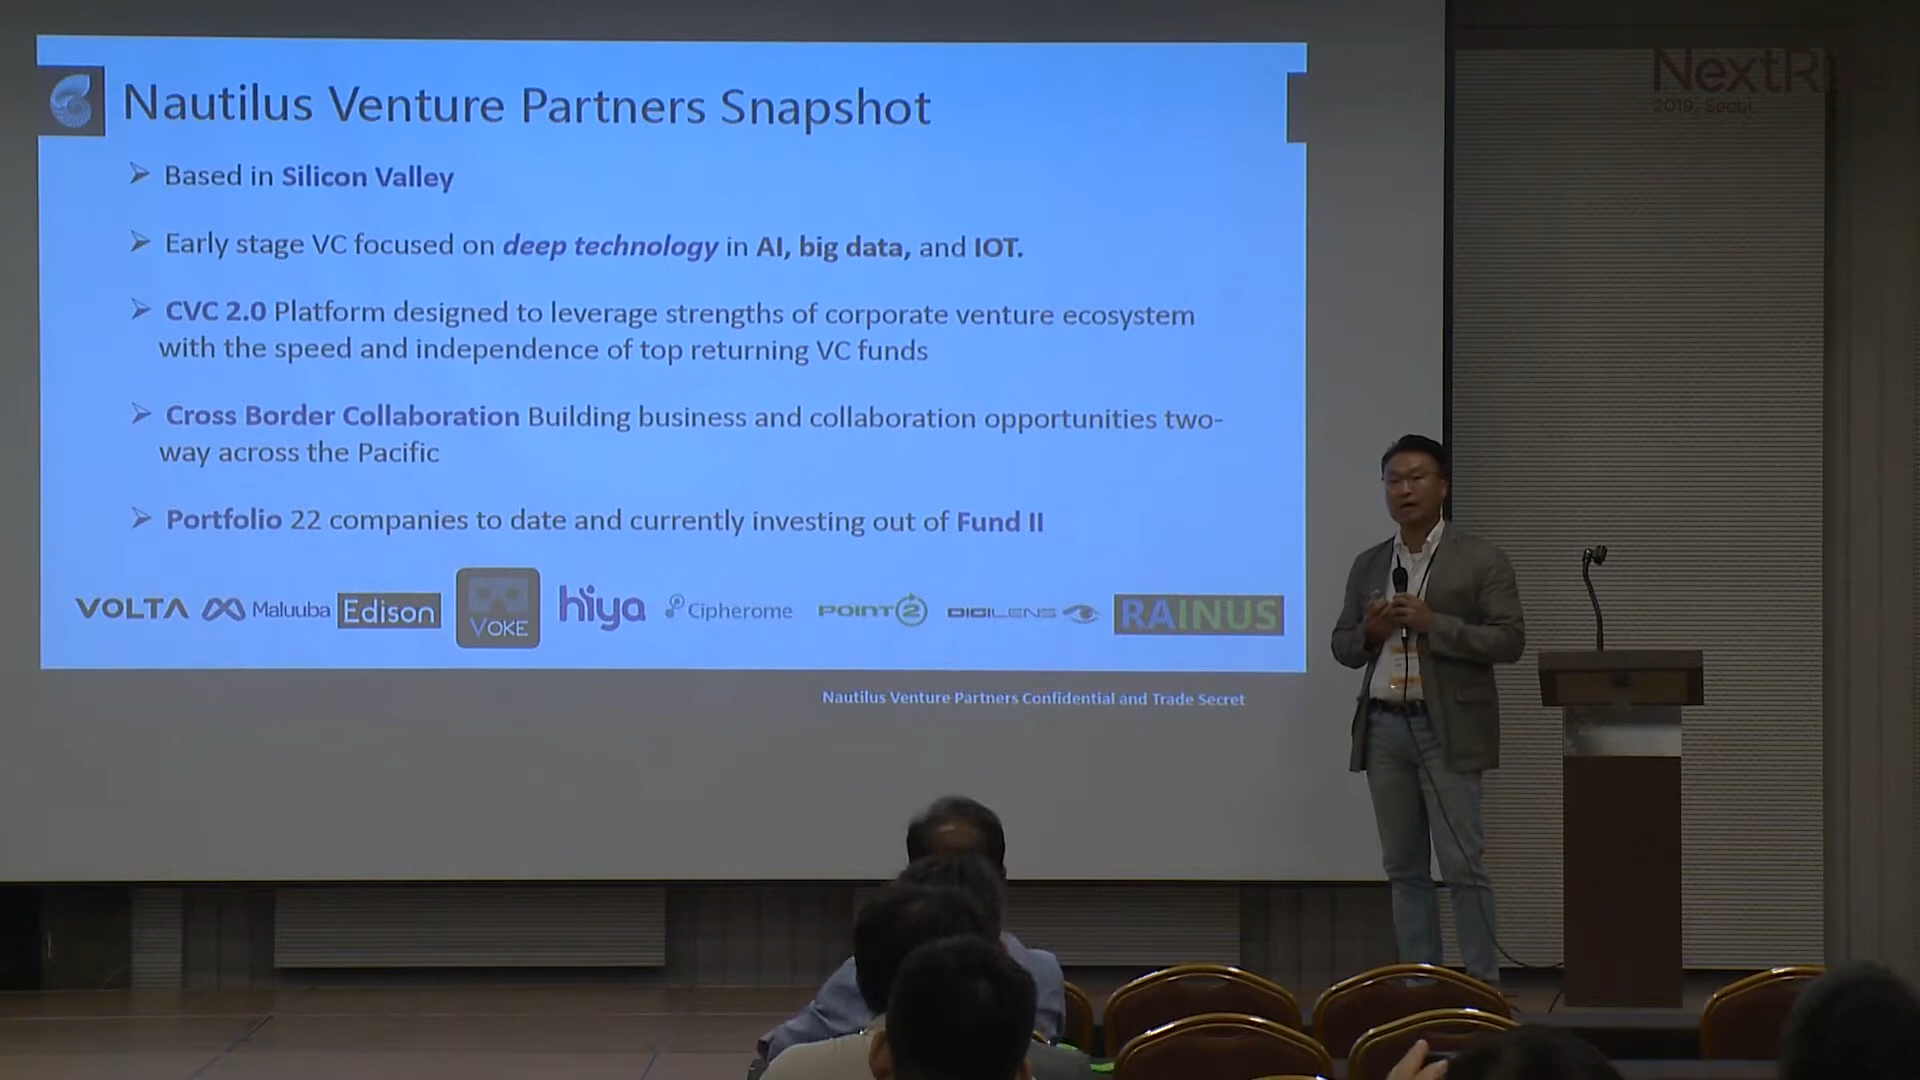 NextRise
2019, Seoul
Nautilus Venture Partners Snapshot
Based in Silicon Valley
Early stage VC focused on deep technology in AI, big data, and IOT.
CVC 2.0 Platform designed to leverage strengths of corporate venture ecosystem
with the speed and independence of top returning VC funds
Cross Border Collaboration Building business and collaboration opportunities two-
way across the Pacific
Portfolio 22 companies to date and currently investing out of Fund II
VOLTA Maluuba Edison VOKE hiya Cipherome POINT2 DIGILENS RAINUS
Nautilus Venture Partners Confidential and Trade Secret